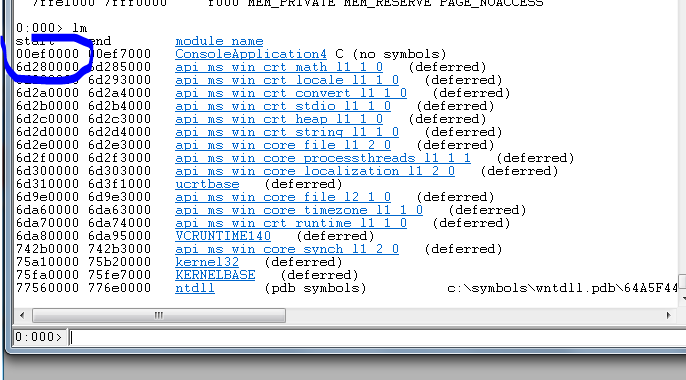 7ffe1000 7fff0000 f000 MEM_PRIVATE MEM_RESERVE PAGE_NOACCESS
0:000> lm
start end module name
00ef0000 00ef7000 ConsoleApplication4 C (no symbols)
6d280000 6d285000 api_ms_win_crt_math_l1_1_0 (deferred)
6d293000 api_ms_win_crt_locale_l1_1_0 (deferred)
6d2a0000 6d2a4000 api_ms_win_crt_convert_l1_1_0 (deferred)
6d2b0000 6d2b4000 api_ms_win_crt_stdio_l1_1_0 (deferred)
6d2c0000 6d2c3000 api_ms_win_crt_heap_l1_1_0 (deferred)
6d2d0000 6d2d4000 api_ms_win_crt_string_l1_1_0 (deferred)
6d2e0000 6d2e3000 api_ms_win_core_file_l1_2_0 (deferred)
6d2f0000 6d2f3000 api_ms_win_core_processthreads_l1_1_1 (deferred)
6d300000 6d303000 api_ms_win_core_localization_l1_2_0 (deferred)
6d310000 6d3f1000 ucrtbase (deferred)
6d9e0000 6d9e3000 api_ms_win_core_file_l2_1_0 (deferred)
6da60000 6da63000 api_ms_win_core_timezone_l1_1_0 (deferred)
6da70000 6da74000 api_ms_win_crt_runtime_l1_1_0 (deferred)
6da80000 6da95000 VCRUNTIME140 (deferred)
742b0000 742b3000 api_ms_win_core_synch_l1_2_0 (deferred)
75a10000 75b20000 kernel32 (deferred)
75fa0000 75fe7000 KERNELBASE (deferred)
77560000 776e0000 ntdll (pdb symbols) c:\symbols\wntdll.pdb\64A5F44
0:000>